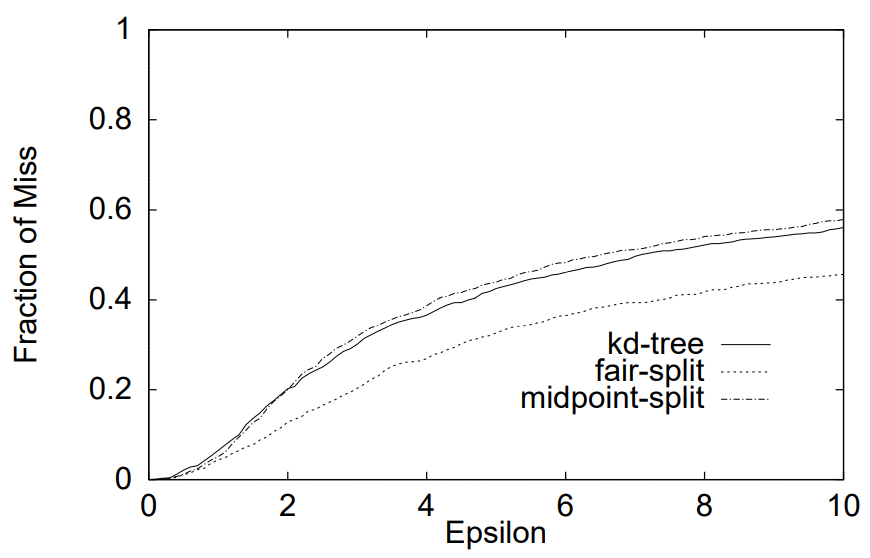 1
0.8
0.6
0.4
0.2
0
Fraction of Miss
kd-tree
fair-split
midpoint-split
0 2 4 6 8 10
Epsilon